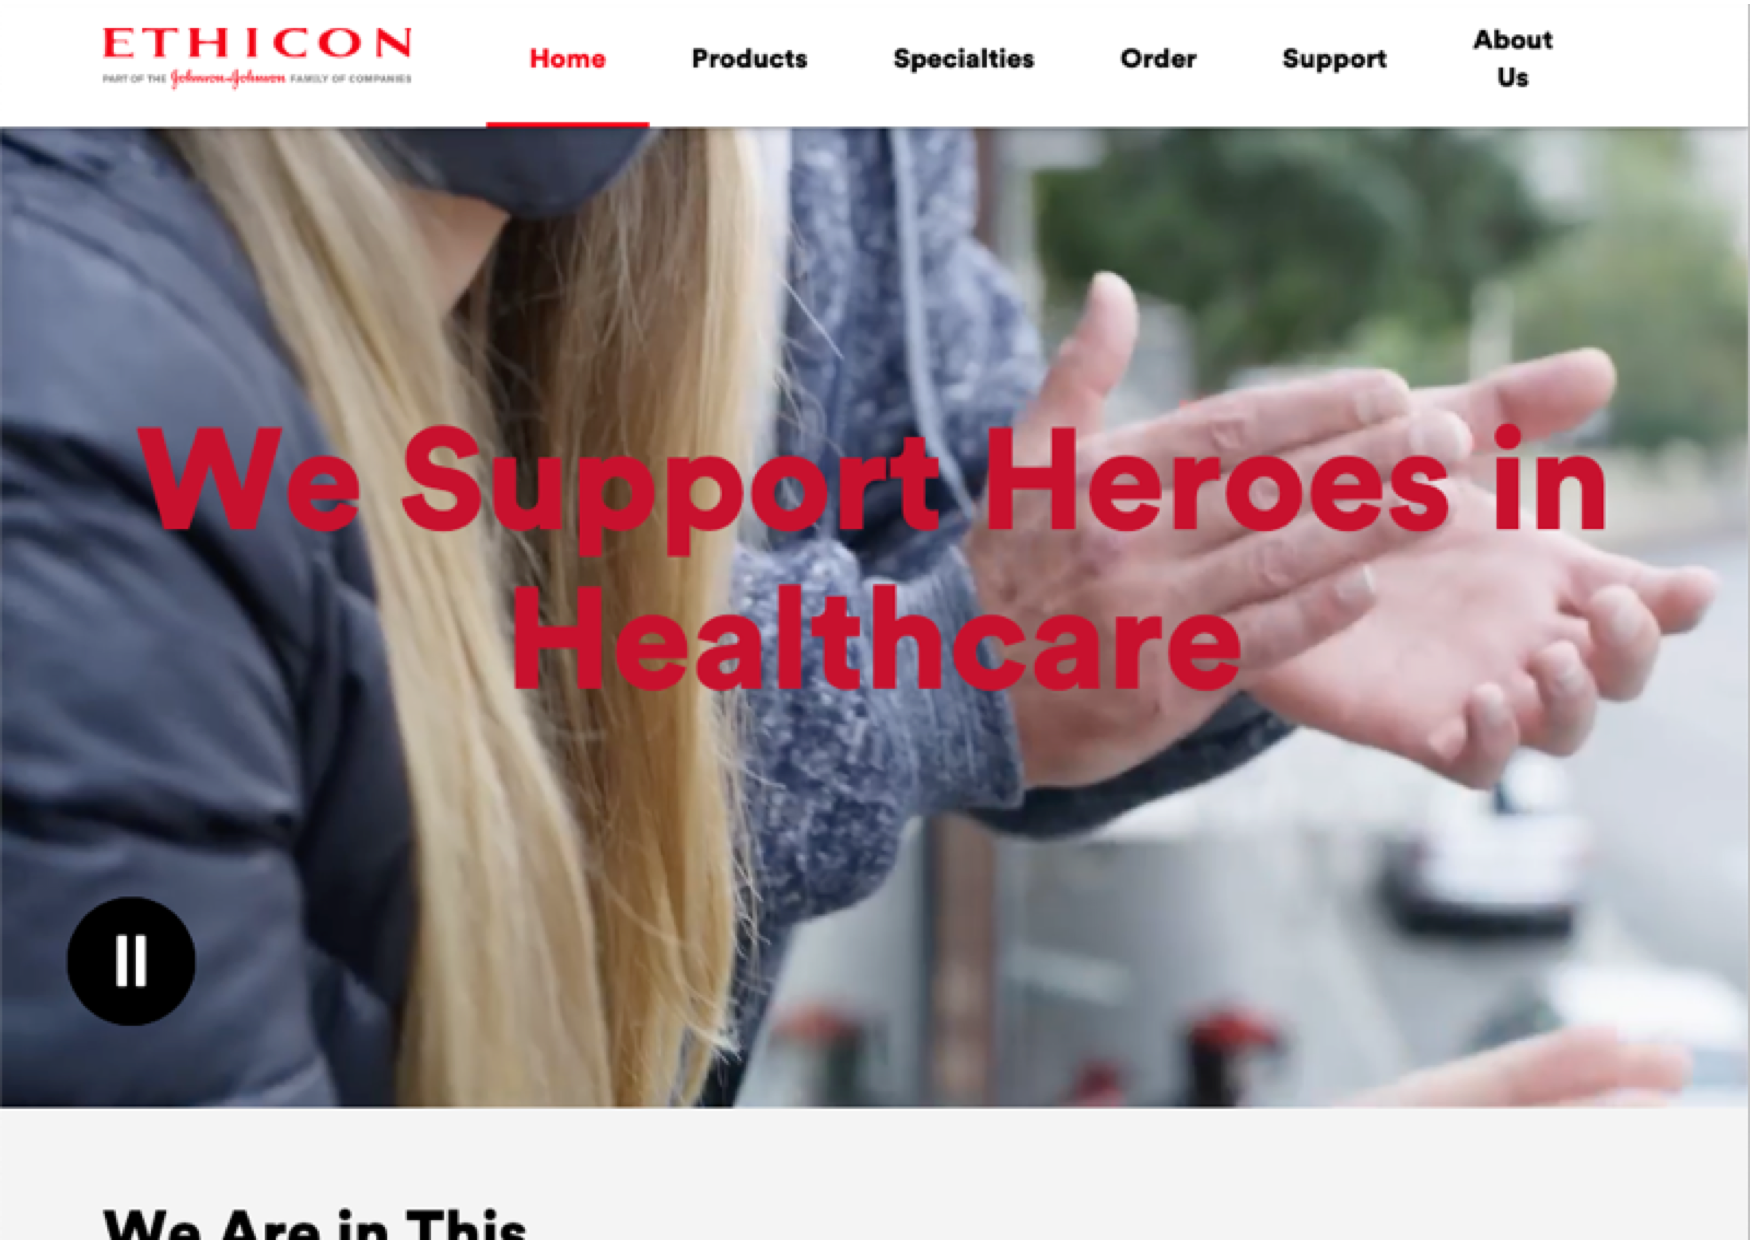 ETHICON
PART OF THE Johnson & Johnson FAMILY OF COMPANIES
Home
Products
Specialties
Order
Support
About
Us
We Support Heroes in
Healthcare
We Are in This